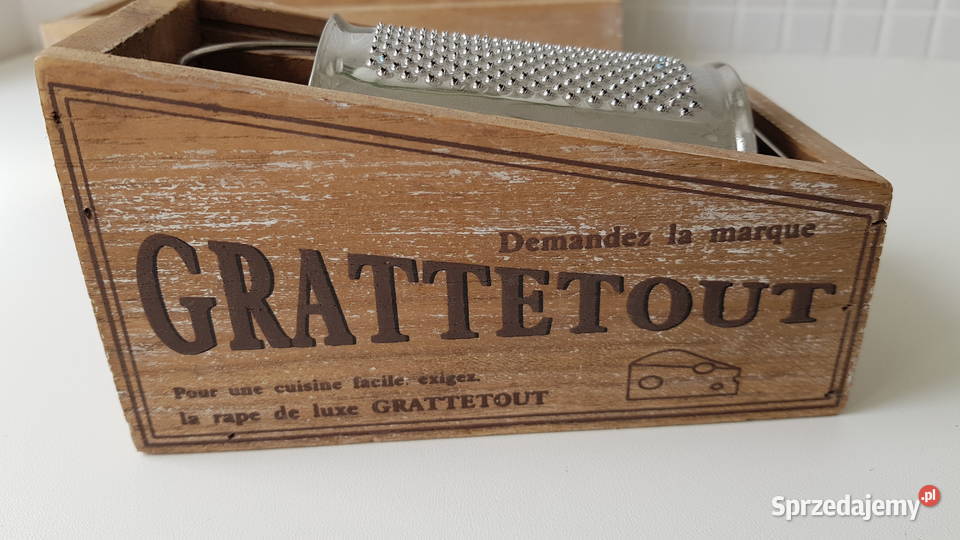 Demandez la marque
GRATTETOUT
Pour une cuisine facile. exigez.
la rape de luxe GRATTETOUT
Sprzedajemy.pl